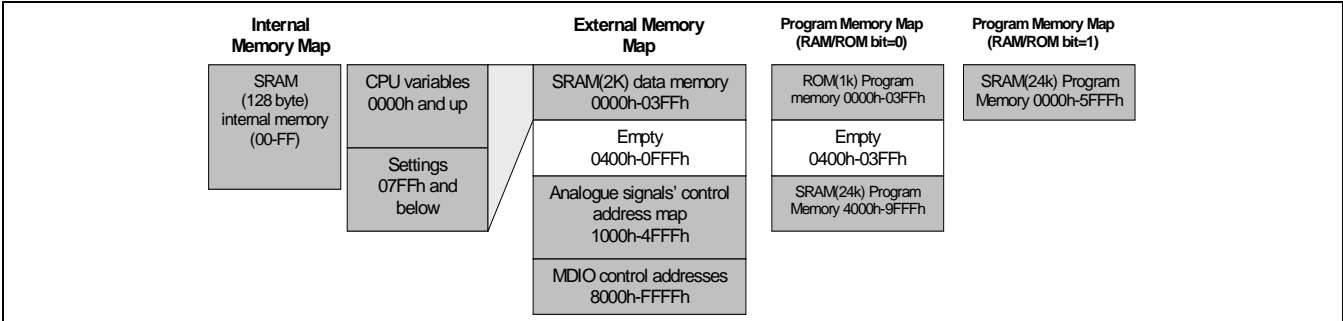 Internal
Memory Map
SRAM
(128 byte)
internal memory
(00-FF)
CPU variables
0000h and up
Settings
07FFh and
below
External Memory
Map
SRAM(2K) data memory
0000h-03FFh
Empty
0400h-0FFFh
Analogue signals' control
address map
1000h-4FFFh
MDIO control addresses
8000h-FFFFh
Program Memory Map
(RAM/ROM bit=0)
ROM(1k) Program
memory 0000h-03FFh
Empty
0400h-03FFh
SRAM(24k) Program
Memory 4000h-9FFFh
Program Memory Map
(RAM/ROM bit=1)
SRAM(24k) Program
Memory 0000h-5FFFh